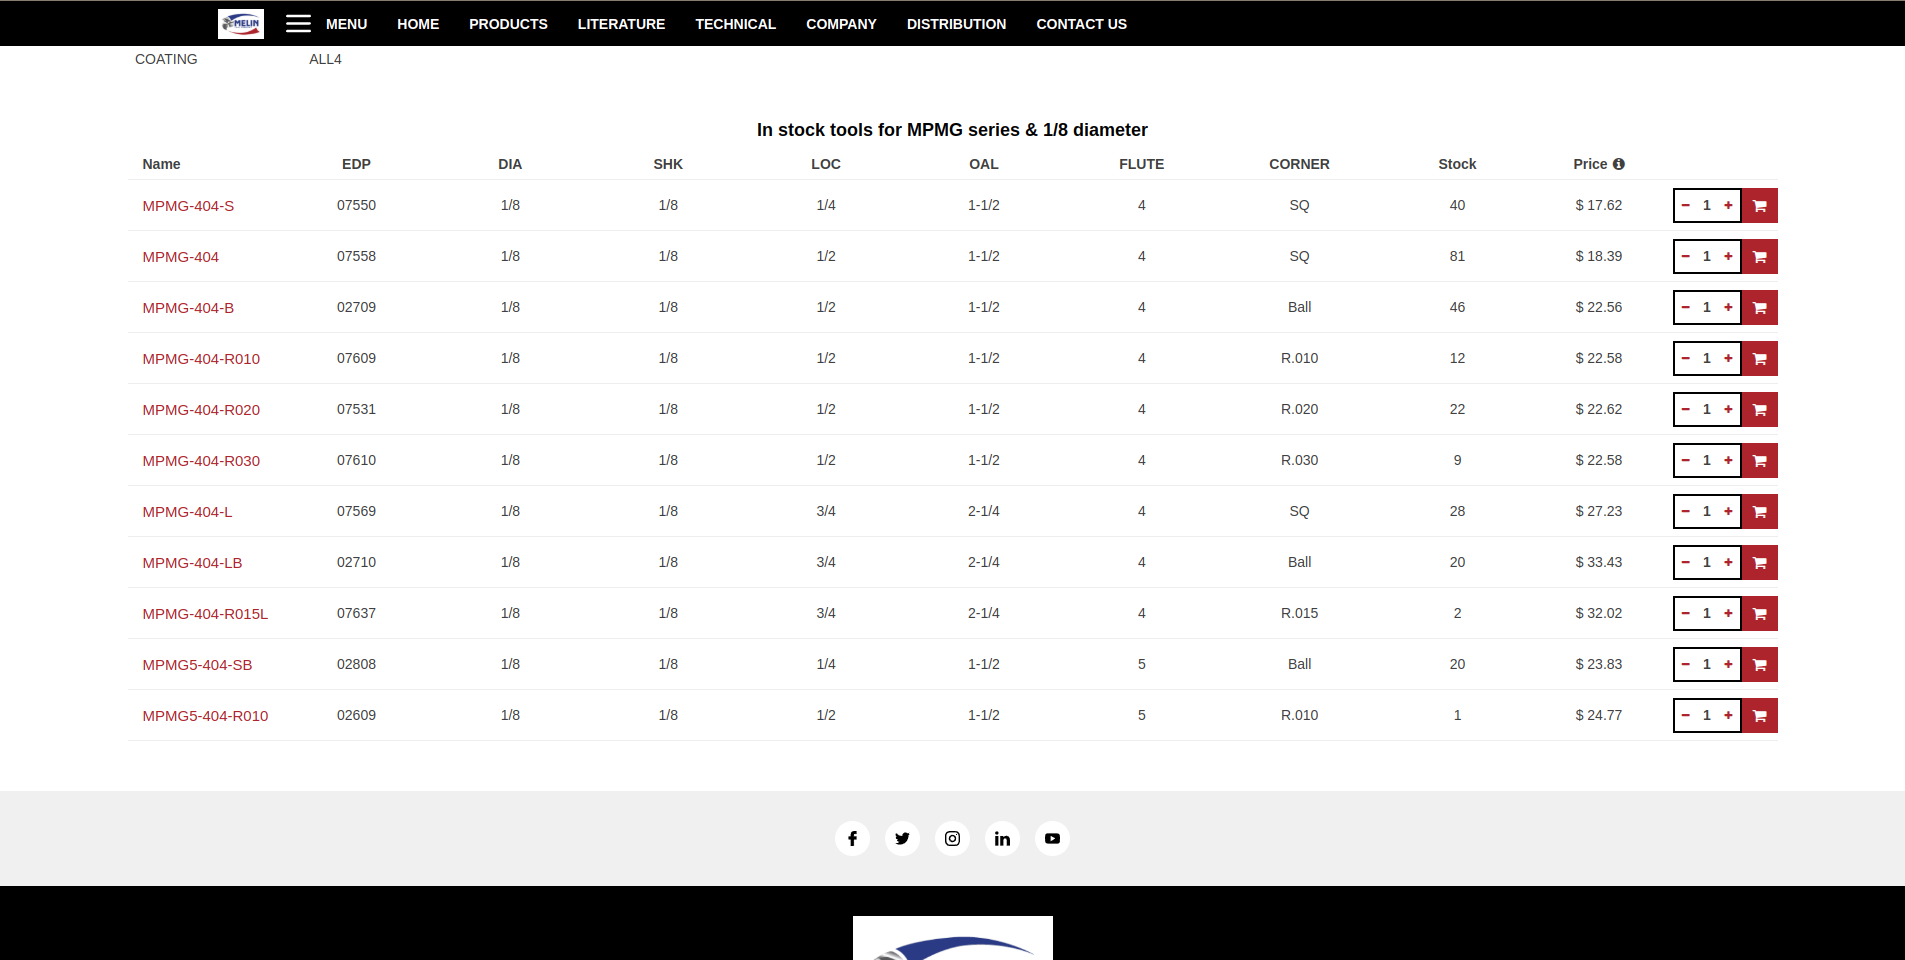 MELIN MENU HOME PRODUCTS LITERATURE TECHNICAL COMPANY DISTRIBUTION CONTACT US
COATING ALL4
In stock tools for MPMG series & 1/8 diameter
Name EDP DIA SHK LOC OAL FLUTE CORNER Stock Price
MPMG-404-S 07550 1/8 1/8 1/4 1-1/2 4 SQ 40 $ 17.62 - 1 +
MPMG-404 07558 1/8 1/8 1/2 1-1/2 4 SQ 81 $ 18.39 - 1 +
MPMG-404-B 02709 1/8 1/8 1/2 1-1/2 4 Ball 46 $ 22.56 - 1 +
MPMG-404-R010 07609 1/8 1/8 1/2 1-1/2 4 R.010 12 $ 22.58 - 1 +
MPMG-404-R020 07531 1/8 1/8 1/2 1-1/2 4 R.020 22 $ 22.62 - 1 +
MPMG-404-R030 07610 1/8 1/8 1/2 1-1/2 4 R.030 9 $ 22.58 - 1 +
MPMG-404-L 07569 1/8 1/8 3/4 2-1/4 4 SQ 28 $ 27.23 - 1 +
MPMG-404-LB 02710 1/8 1/8 3/4 2-1/4 4 Ball 20 $ 33.43 - 1 +
MPMG-404-R015L 07637 1/8 1/8 3/4 2-1/4 4 R.015 2 $ 32.02 - 1 +
MPMG5-404-SB 02808 1/8 1/8 1/4 1-1/2 5 Ball 20 $ 23.83 - 1 +
MPMG5-404-R010 02609 1/8 1/8 1/2 1-1/2 5 R.010 1 $ 24.77 - 1 +